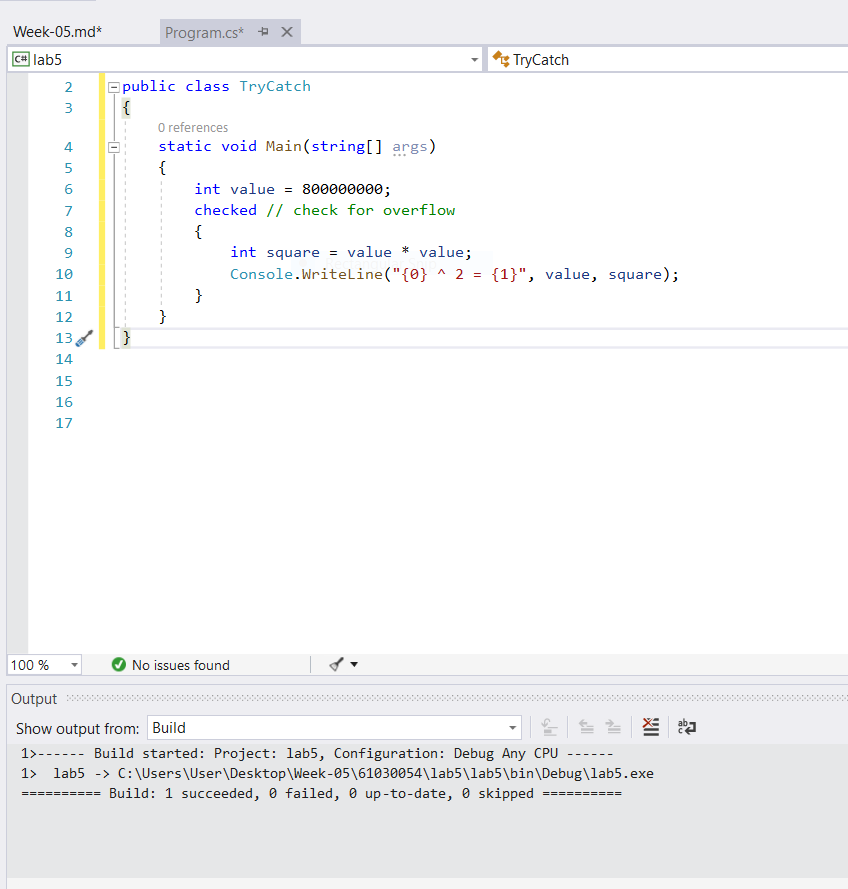 Week-05.md*
Program.cs*
C# lab5
TryCatch
2 public class TryCatch
3 {
0 references
4 static void Main(string[] args)
5 {
6 int value = 800000000;
7 checked // check for overflow
8 {
9 int square = value * value;
10 Console.WriteLine("{0} ^ 2 = {1}", value, square);
11 }
12 }
13 }
14
15
16
17
100 %
No issues found
Output
Show output from: Build
1>------ Build started: Project: lab5, Configuration: Debug Any CPU ------
1>  lab5 -> C:\Users\User\Desktop\Week-05\61030054\lab5\lab5\bin\Debug\lab5.exe
========== Build: 1 succeeded, 0 failed, 0 up-to-date, 0 skipped ==========